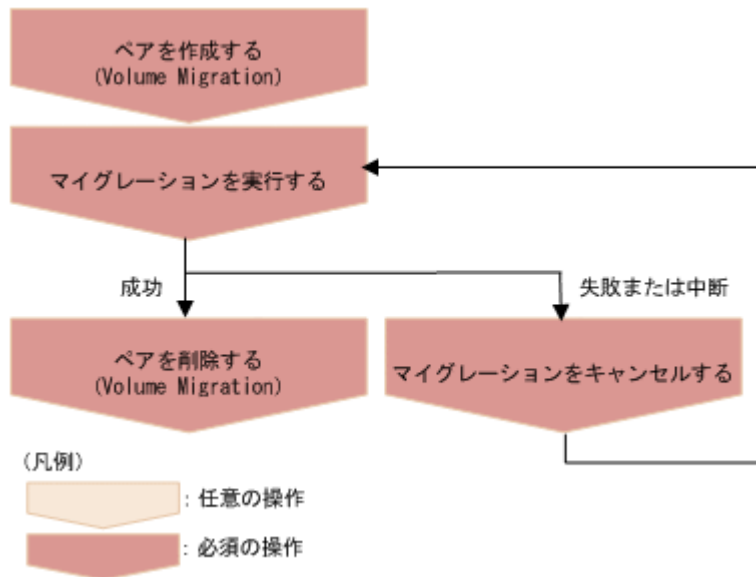 ペアを作成する
(Volume Migration)
マイグレーションを実行する
成功
失敗または中断
ペアを削除する
(Volume Migration)
マイグレーションをキャンセルする
(凡例)
: 任意の操作
: 必須の操作